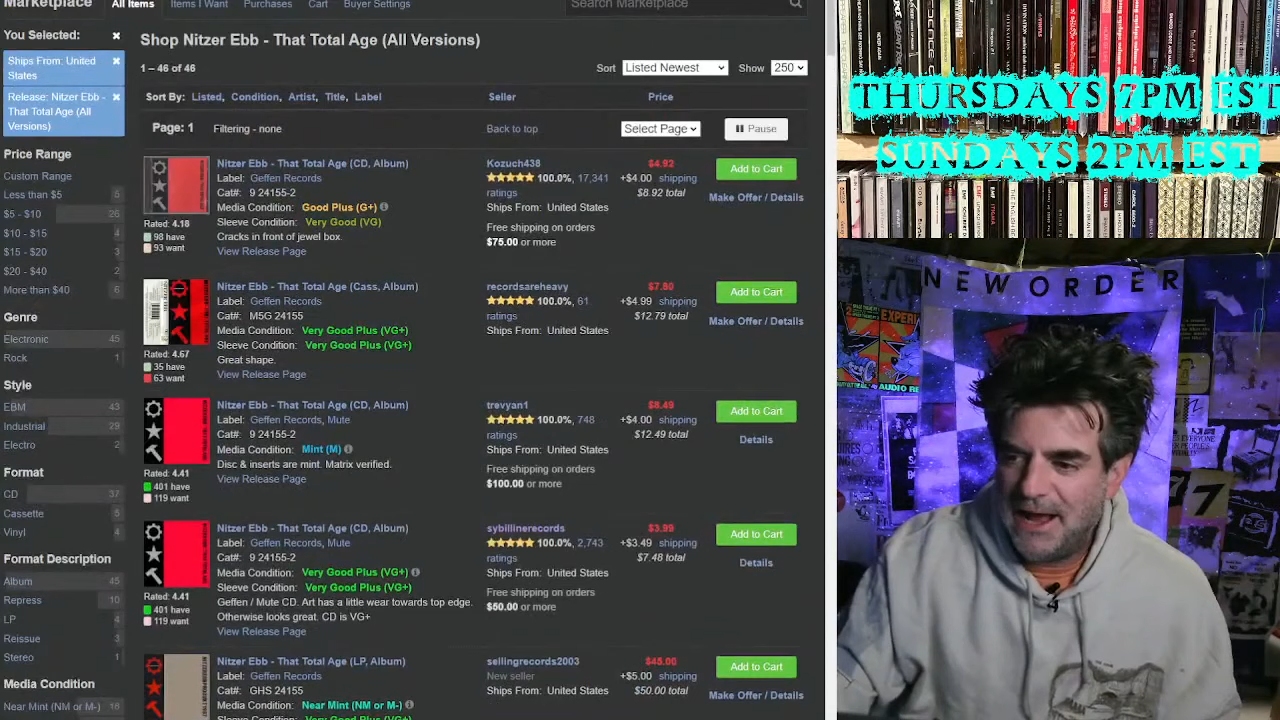 Marketplace
All Items
Items I Want
Purchases
Cart
Buyer Settings
Search Marketplace
You Selected:
Ships From: United
States
Release: Nitzer Ebb -
That Total Age (All
Versions)
Price Range
Custom Range
Less than $5 5
$5 - $10 26
$10 - $15 4
$15 - $20 3
$20 - $40 2
More than $40 6
Genre
Electronic 45
Rock 1
Style
EBM 43
Industrial 29
Electro 2
Format
CD 37
Cassette 5
Vinyl 4
Format Description
Album 45
Repress 10
LP 4
Reissue 3
Stereo 1
Media Condition
Near Mint (NM or M-) 16
Shop Nitzer Ebb - That Total Age (All Versions)
1 – 46 of 46
Sort Listed Newest Show 250
Sort By: Listed, Condition, Artist, Title, Label
Seller
Price
Page: 1 Filtering - none Back to top Select Page Pause
Nitzer Ebb - That Total Age (CD, Album)
Label: Geffen Records
Cat#: 9 24155-2
Media Condition: Good Plus (G+)
Sleeve Condition: Very Good (VG)
Cracks in front of jewel box.
View Release Page
Rated: 4.18
98 have
93 want
Kozuch438
100.0%, 17,341
ratings
Ships From: United States
Free shipping on orders
$75.00 or more
$4.92
+$4.00 shipping
$8.92 total
Add to Cart
Make Offer / Details
Nitzer Ebb - That Total Age (Cass, Album)
Label: Geffen Records
Cat#: M5G 24155
Media Condition: Very Good Plus (VG+)
Sleeve Condition: Very Good Plus (VG+)
Great shape.
View Release Page
Rated: 4.67
35 have
63 want
recordsareheavy
100.0%, 61
ratings
Ships From: United States
$7.80
+$4.99 shipping
$12.79 total
Add to Cart
Make Offer / Details
Nitzer Ebb - That Total Age (CD, Album)
Label: Geffen Records, Mute
Cat#: 9 24155-2
Media Condition: Mint (M)
Disc & inserts are mint. Matrix verified.
View Release Page
Rated: 4.41
401 have
119 want
trevyan1
100.0%, 748
ratings
Ships From: United States
Free shipping on orders
$100.00 or more
$8.49
+$4.00 shipping
$12.49 total
Add to Cart
Details
Nitzer Ebb - That Total Age (CD, Album)
Label: Geffen Records, Mute
Cat#: 9 24155-2
Media Condition: Very Good Plus (VG+)
Sleeve Condition: Very Good Plus (VG+)
Geffen / Mute CD. Art has a little wear towards top edge.
Otherwise looks great. CD is VG+
View Release Page
Rated: 4.41
401 have
119 want
sybillinerecords
100.0%, 2,743
ratings
Ships From: United States
Free shipping on orders
$50.00 or more
$3.99
+$3.49 shipping
$7.48 total
Add to Cart
Details
Nitzer Ebb - That Total Age (LP, Album)
Label: Geffen Records
Cat#: GHS 24155
Media Condition: Near Mint (NM or M-)
sellingrecords2003
New seller
Ships From: United States
$45.00
+$5.00 shipping
$50.00 total
Add to Cart
Make Offer / Details
THURSDAYS 7PM EST
SUNDAYS 2PM EST
NEW ORDER